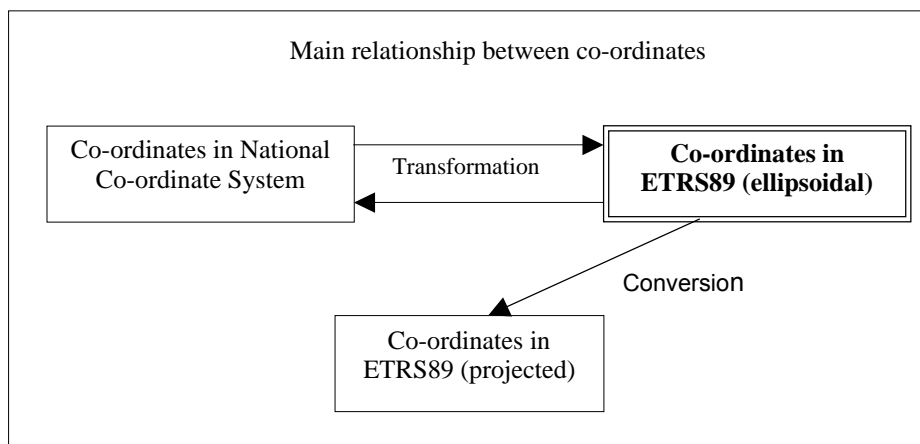 Main relationship between co-ordinates
Co-ordinates in National
Co-ordinate System
Transformation
Co-ordinates in
ETRS89 (ellipsoidal)
Conversion
Co-ordinates in
ETRS89 (projected)